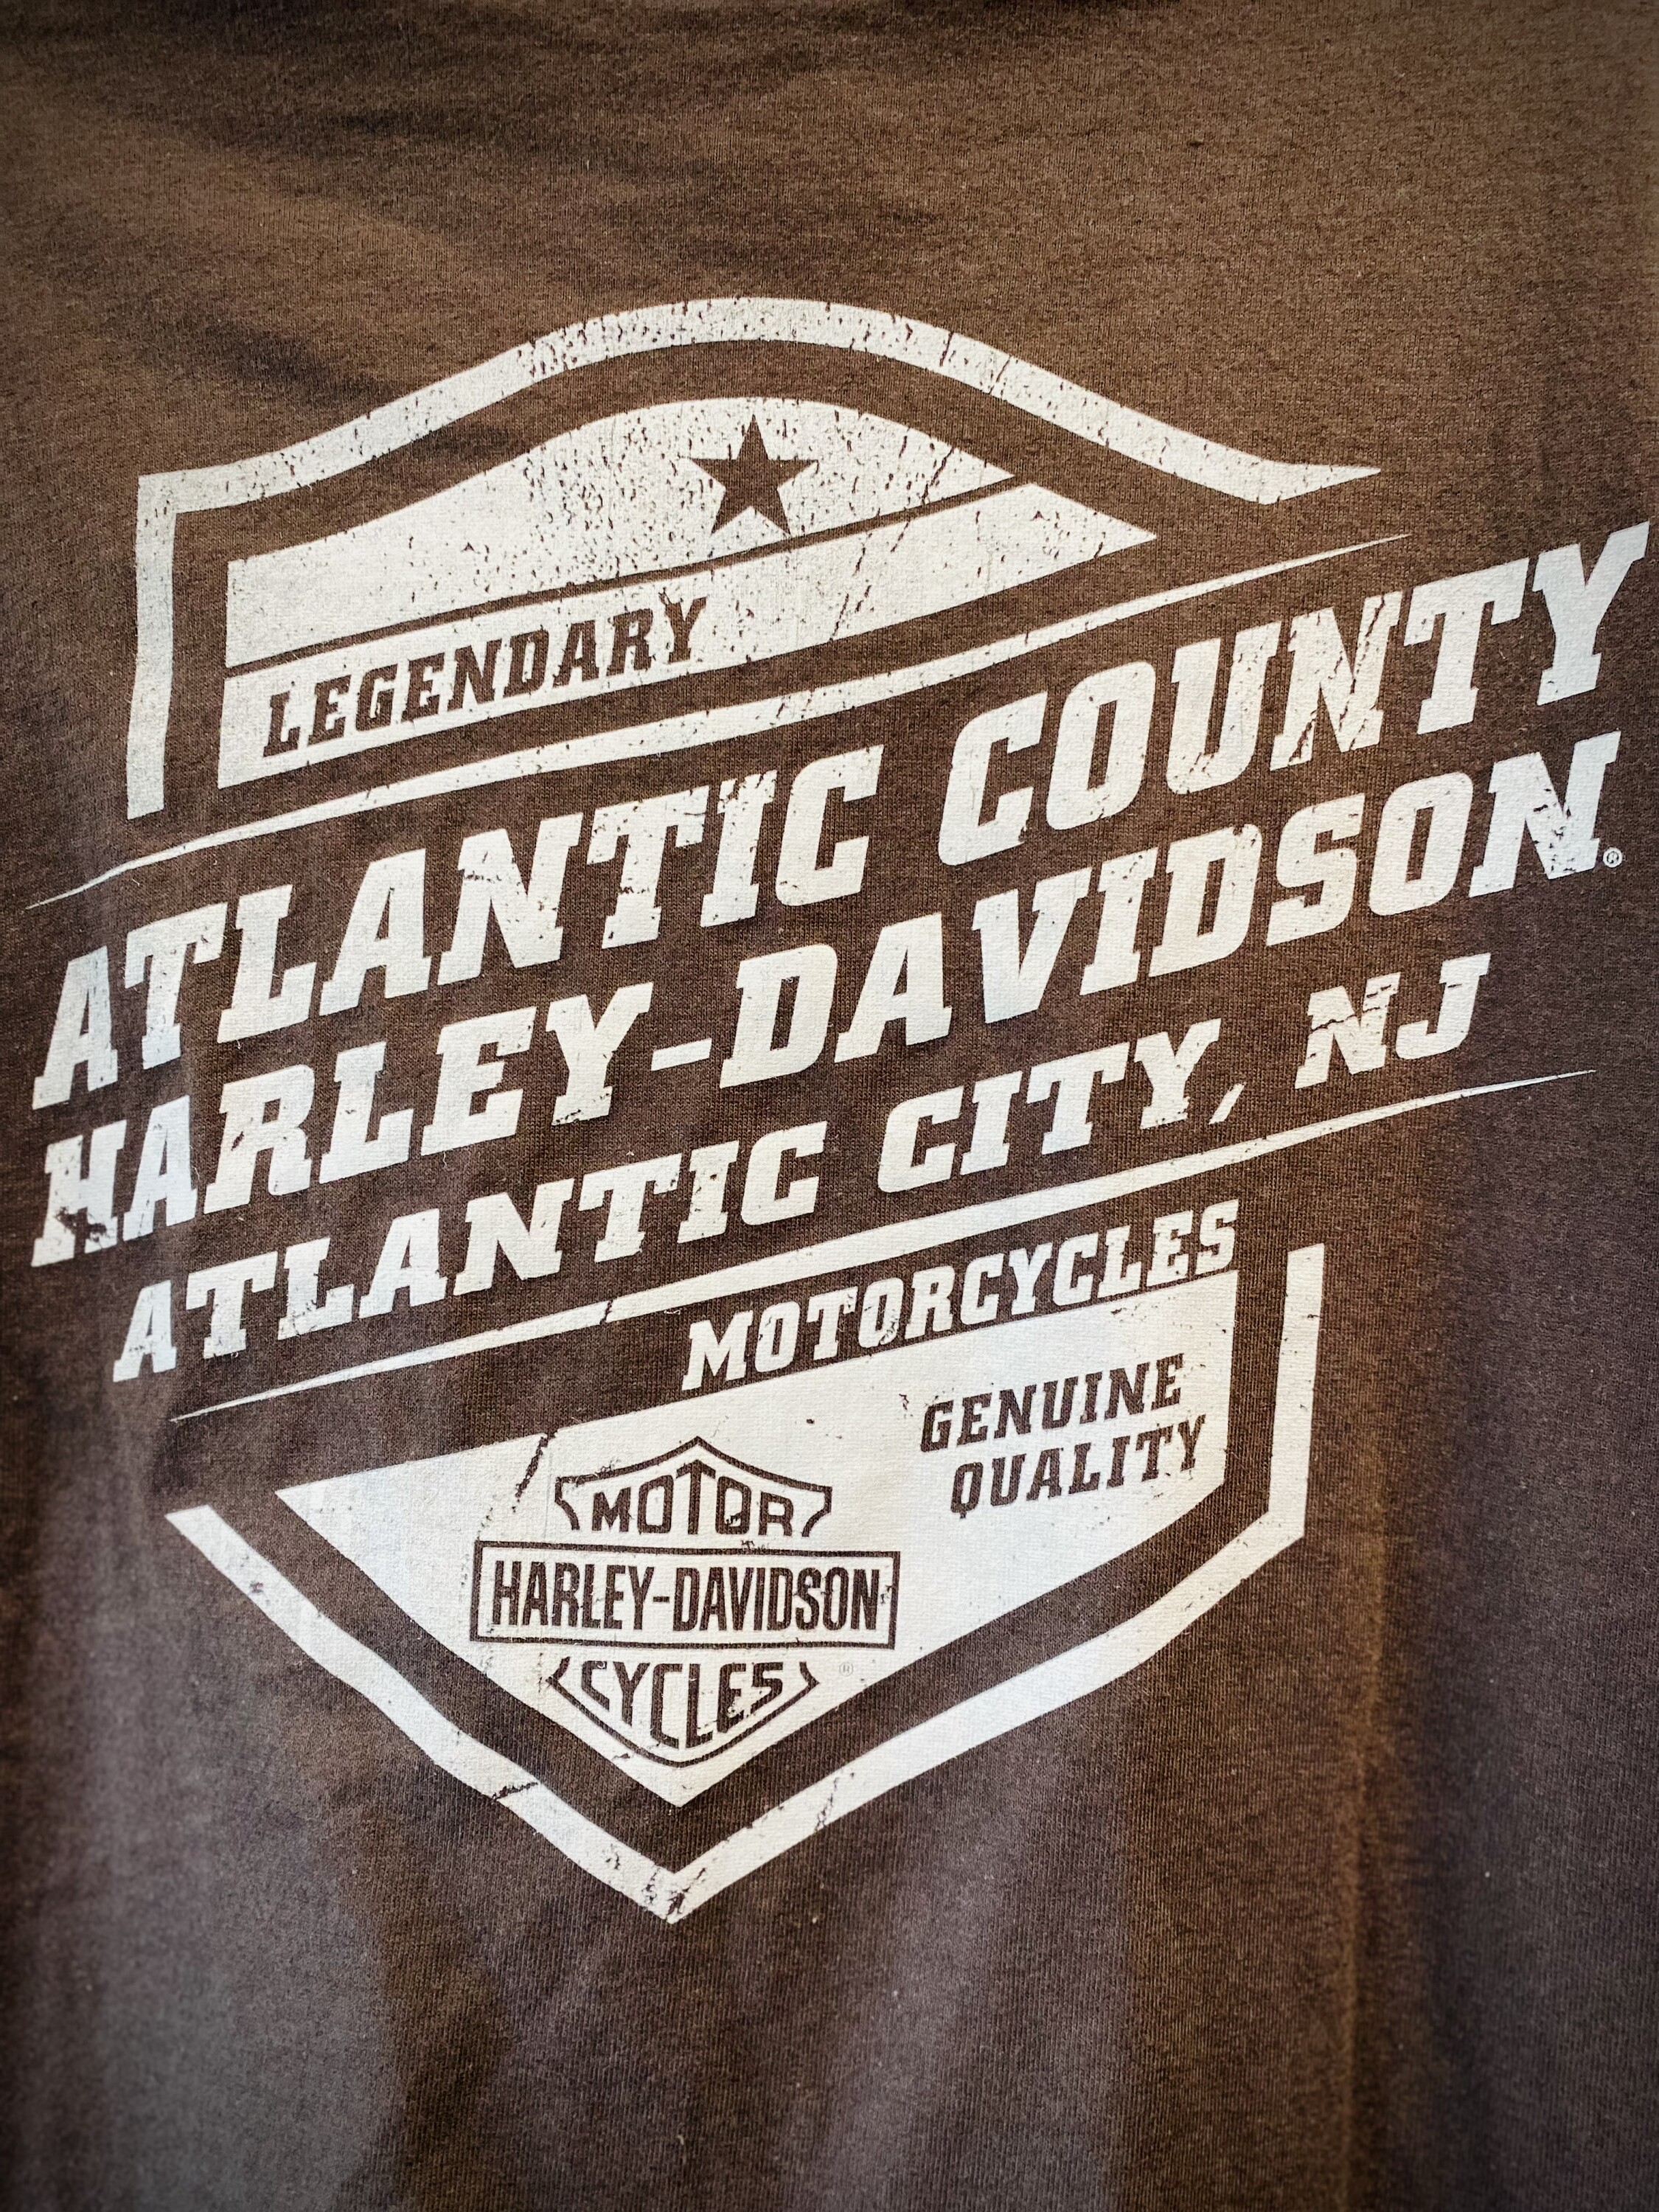 LEGENDARY
ATLANTIC COUNTY
HARLEY-DAVIDSON®
ATLANTIC CITY, NJ
MOTORCYCLES
GENUINE
QUALITY
MOTOR
HARLEY-DAVIDSON
CYCLES ®